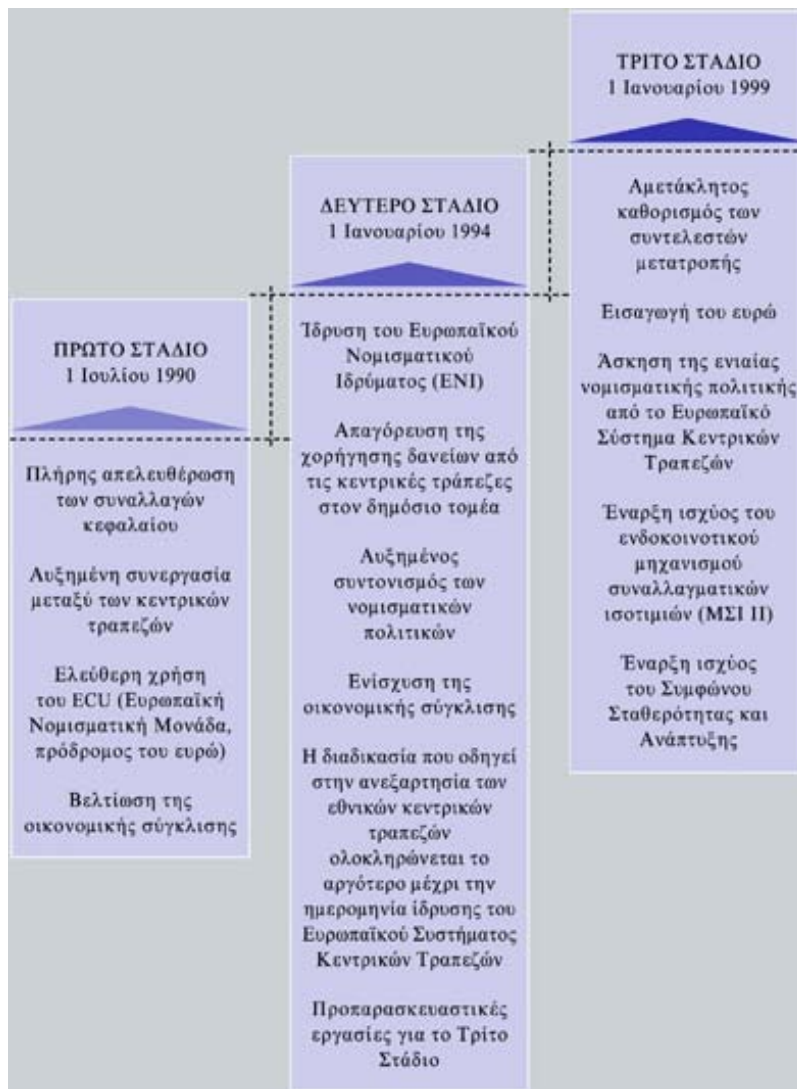 ΠΡΩΤΟ ΣΤΑΔΙΟ
1 Ιουλίου 1990
Πλήρης απελευθέρωση
των συναλλαγών
κεφαλαίου
Αυξημένη συνεργασία
μεταξύ των κεντρικών
τραπεζών
Ελεύθερη χρήση
του ECU (Ευρωπαϊκή
Νομισματική Μονάδα,
πρόδρομος του ευρώ)
Βελτίωση της
οικονομικής σύγκλισης
ΔΕΥΤΕΡΟ ΣΤΑΔΙΟ
1 Ιανουαρίου 1994
Ίδρυση του Ευρωπαϊκού
Νομισματικού
Ιδρύματος (ΕΝΙ)
Απαγόρευση της
χορήγησης δανείων από
τις κεντρικές τράπεζες
στον δημόσιο τομέα
Αυξημένος
συντονισμός των
νομισματικών
πολιτικών
Ενίσχυση της
οικονομικής σύγκλισης
Η διαδικασία που οδηγεί
στην ανεξαρτησία των
εθνικών κεντρικών
τραπεζών
ολοκληρώνεται το
αργότερο μέχρι την
ημερομηνία ίδρυσης του
Ευρωπαϊκού Συστήματος
Κεντρικών Τραπεζών
Προπαρασκευαστικές
εργασίες για το Τρίτο
Στάδιο
ΤΡΙΤΟ ΣΤΑΔΙΟ
1 Ιανουαρίου 1999
Αμετάκλητος
καθορισμός των
συντελεστών
μετατροπής
Εισαγωγή του ευρώ
Άσκηση της ενιαίας
νομισματικής πολιτικής
από το Ευρωπαϊκό
Σύστημα Κεντρικών
Τραπεζών
Έναρξη ισχύος του
ενδοκοινοτικού
μηχανισμού
συναλλαγματικών
ισοτιμιών (ΜΣΙ ΙΙ)
Έναρξη ισχύος
του Συμφώνου
Σταθερότητας και
Ανάπτυξης